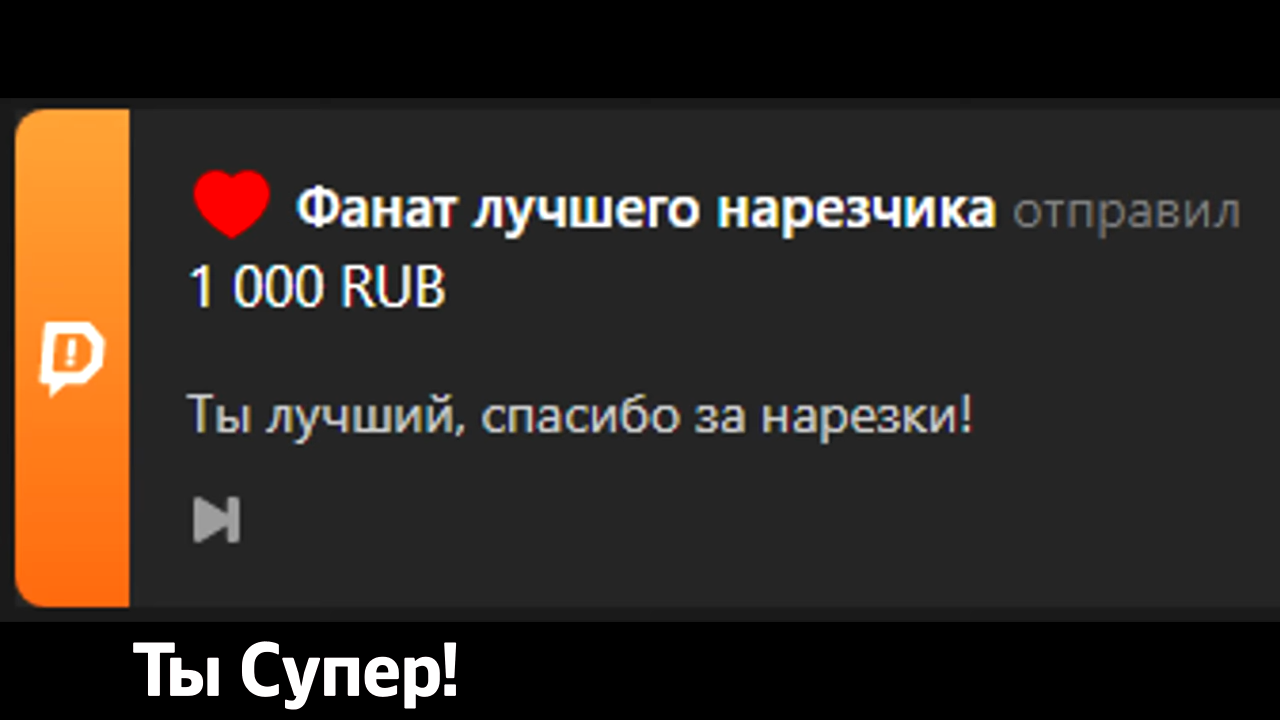 Фанат лучшего нарезчика отправил
1 000 RUB
Ты лучший, спасибо за нарезки!
Ты Супер!